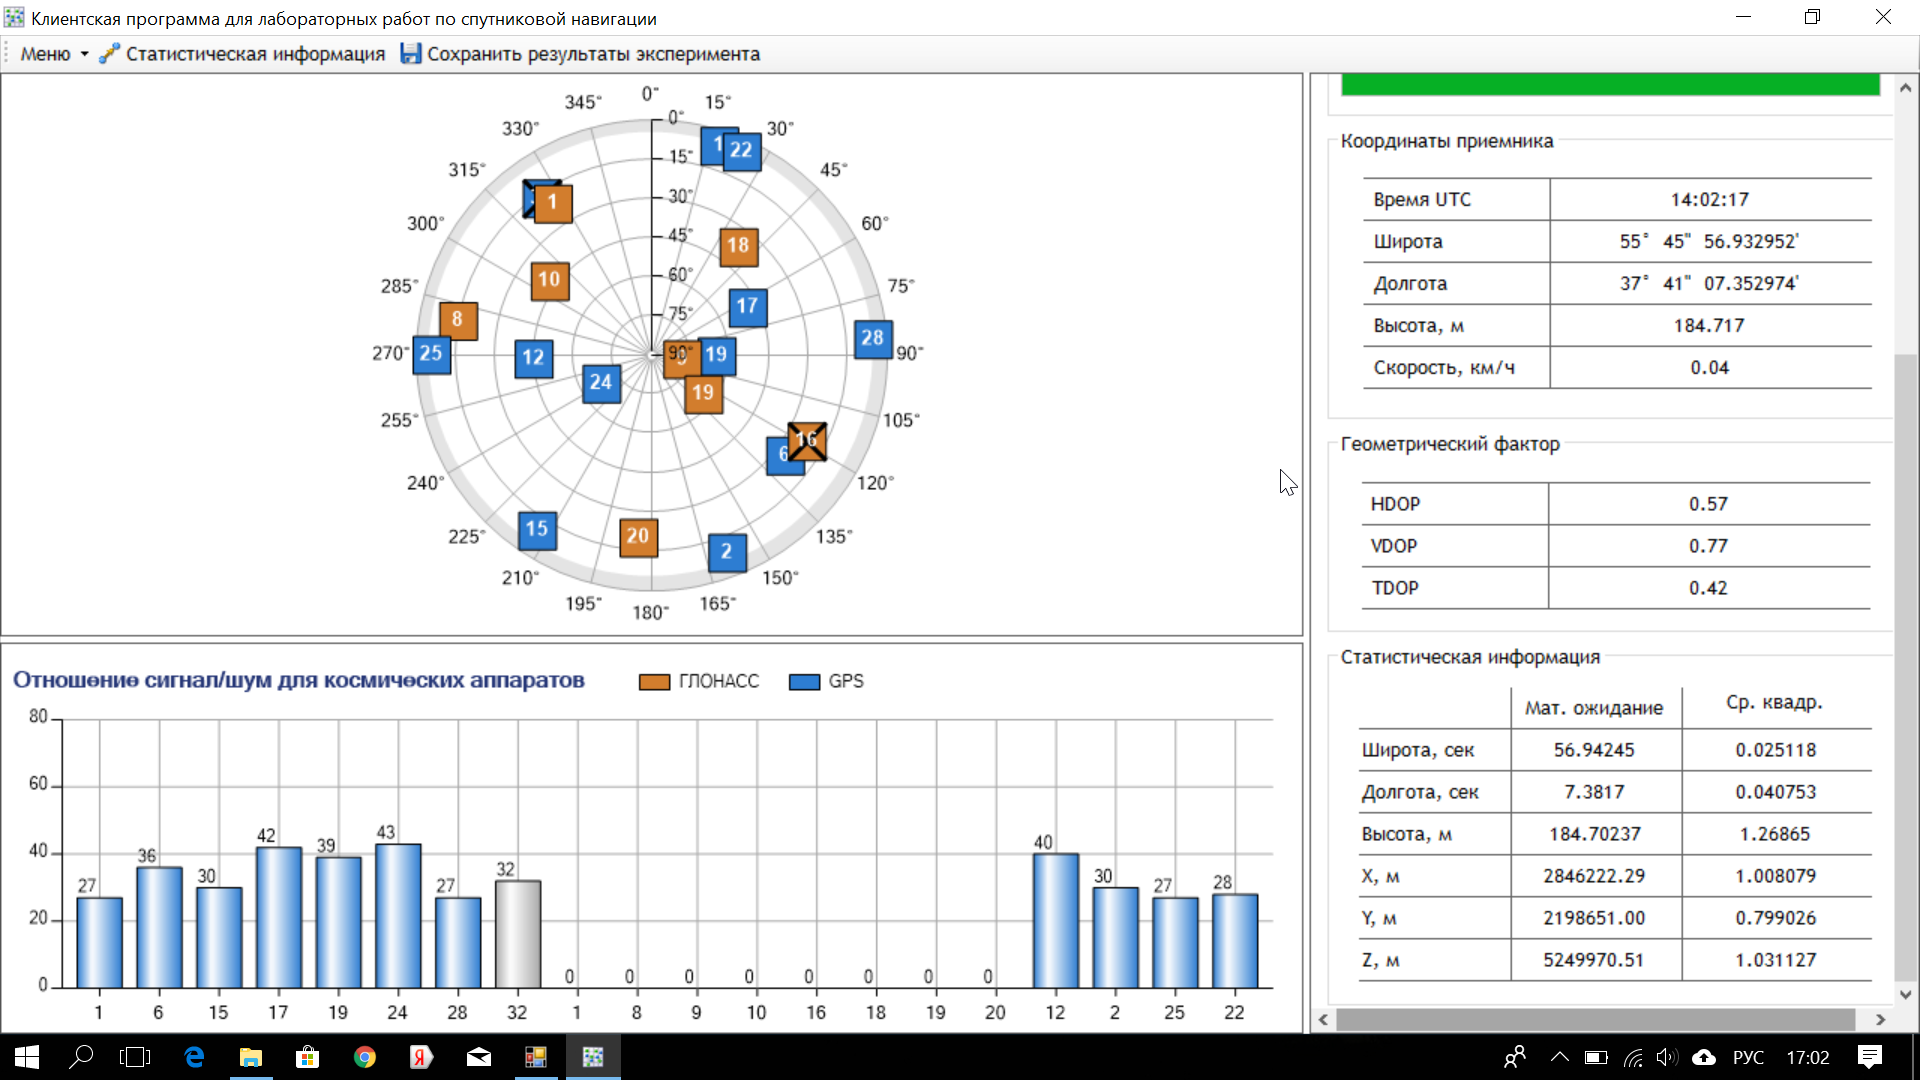 Клиентская программа для лабораторных работ по спутниковой навигации
Меню Статистическая информация Сохранить результаты эксперимента
0°
15°
30°
45°
60°
75°
90°
105°
120°
135°
150°
165°
180°
195°
210°
225°
240°
255°
270°
285°
300°
315°
330°
345°
0°
15°
30°
45°
60°
75°
90°
1
22
1
18
10
17
8
28
25
12
19
24
19
16
6
15
20
2
Координаты приемника
Время UTC 14:02:17
Широта 55° 45" 56.932952'
Долгота 37° 41" 07.352974'
Высота, м 184.717
Скорость, км/ч 0.04
Геометрический фактор
HDOP 0.57
VDOP 0.77
TDOP 0.42
Статистическая информация
Мат. ожидание Ср. квадр.
Широта, сек 56.94245 0.025118
Долгота, сек 7.3817 0.040753
Высота, м 184.70237 1.26865
X, м 2846222.29 1.008079
Y, м 2198651.00 0.799026
Z, м 5249970.51 1.031127
Отношение сигнал/шум для космических аппаратов ГЛОНАСС GPS
80
60
40
20
0
27 36 30 42 39 43 27 32 0 0 0 0 0 0 0 0 40 30 27 28
1 6 15 17 19 24 28 32 1 8 9 10 16 18 19 20 12 2 25 22
РУС 17:02